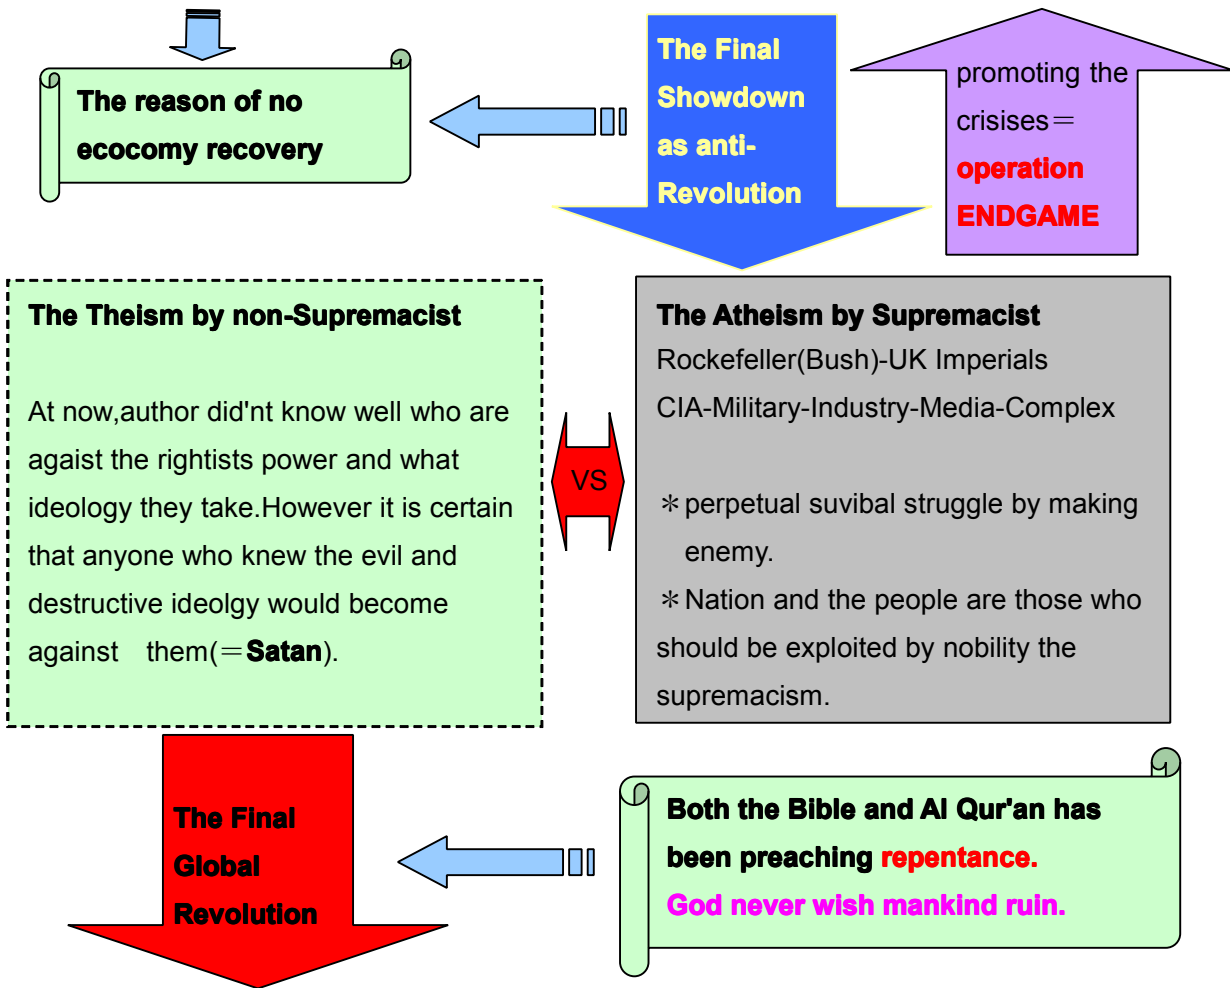 The reason of no
ececomy recovery
The Final
Showdown
as anti-
Revolution
promoting the
crisises＝
operation
ENDGAME
The Theism by non-Supremacist
At now,author did'nt know well who are
agaist the rightists power and what
ideology they take.However it is certain
that anyone who knew the evil and
destructive ideolgy would become
against　them(＝Satan).
VS
The Atheism by Supremacist
Rockefeller(Bush)-UK Imperials
CIA-Military-Industry-Media-Complex
＊perpetual suvibal struggle by making
enemy.
＊Nation and the people are those who
should be exploited by nobility the
supremacism.
The Final
Global
Revolution
Both the Bible and Al Qur'an has
been preaching repentance.
God never wish mankind ruin.